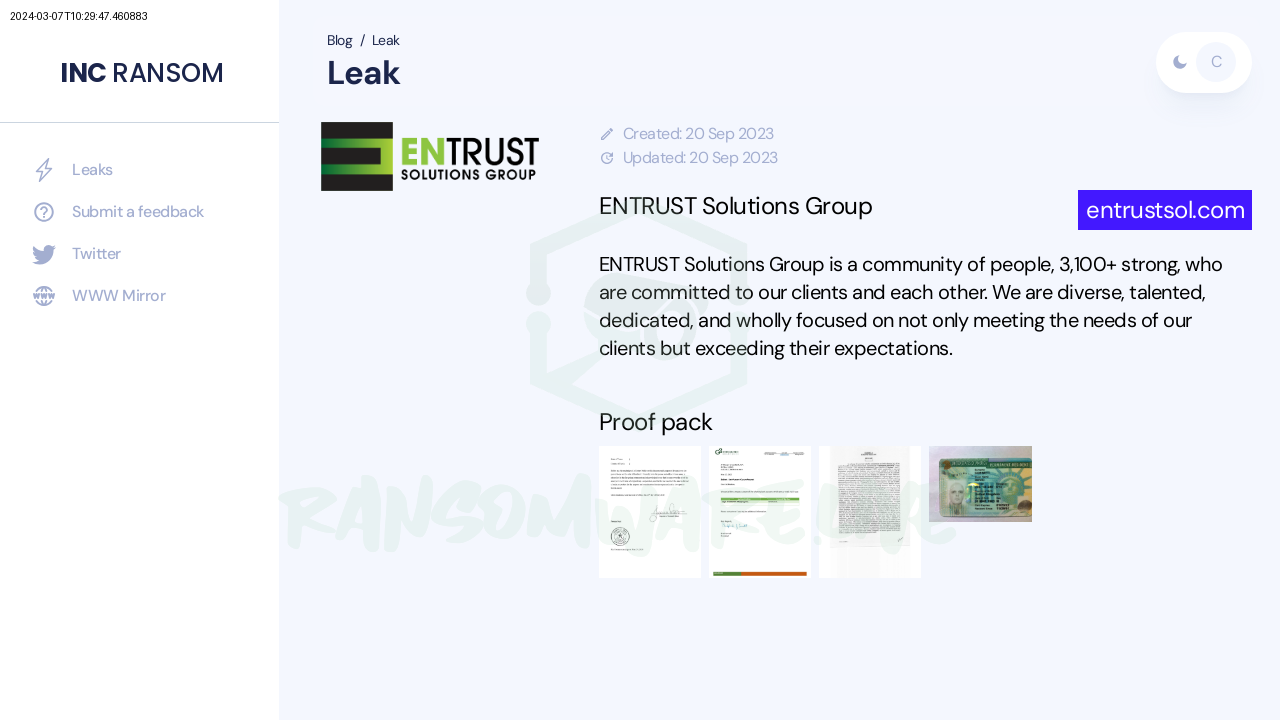 2024-03-07T10:29:47.460883
INC RANSOM
Leaks
Submit a feedback
Twitter
WWW Mirror
Blog / Leak
Leak
C
ENTRUST
SOLUTIONS GROUP
Created: 20 Sep 2023
Updated: 20 Sep 2023
ENTRUST Solutions Group
entrustsol.com
ENTRUST Solutions Group is a community of people, 3,100+ strong, who
are committed to our clients and each other. We are diverse, talented,
dedicated, and wholly focused on not only meeting the needs of our
clients but exceeding their expectations.
Proof pack